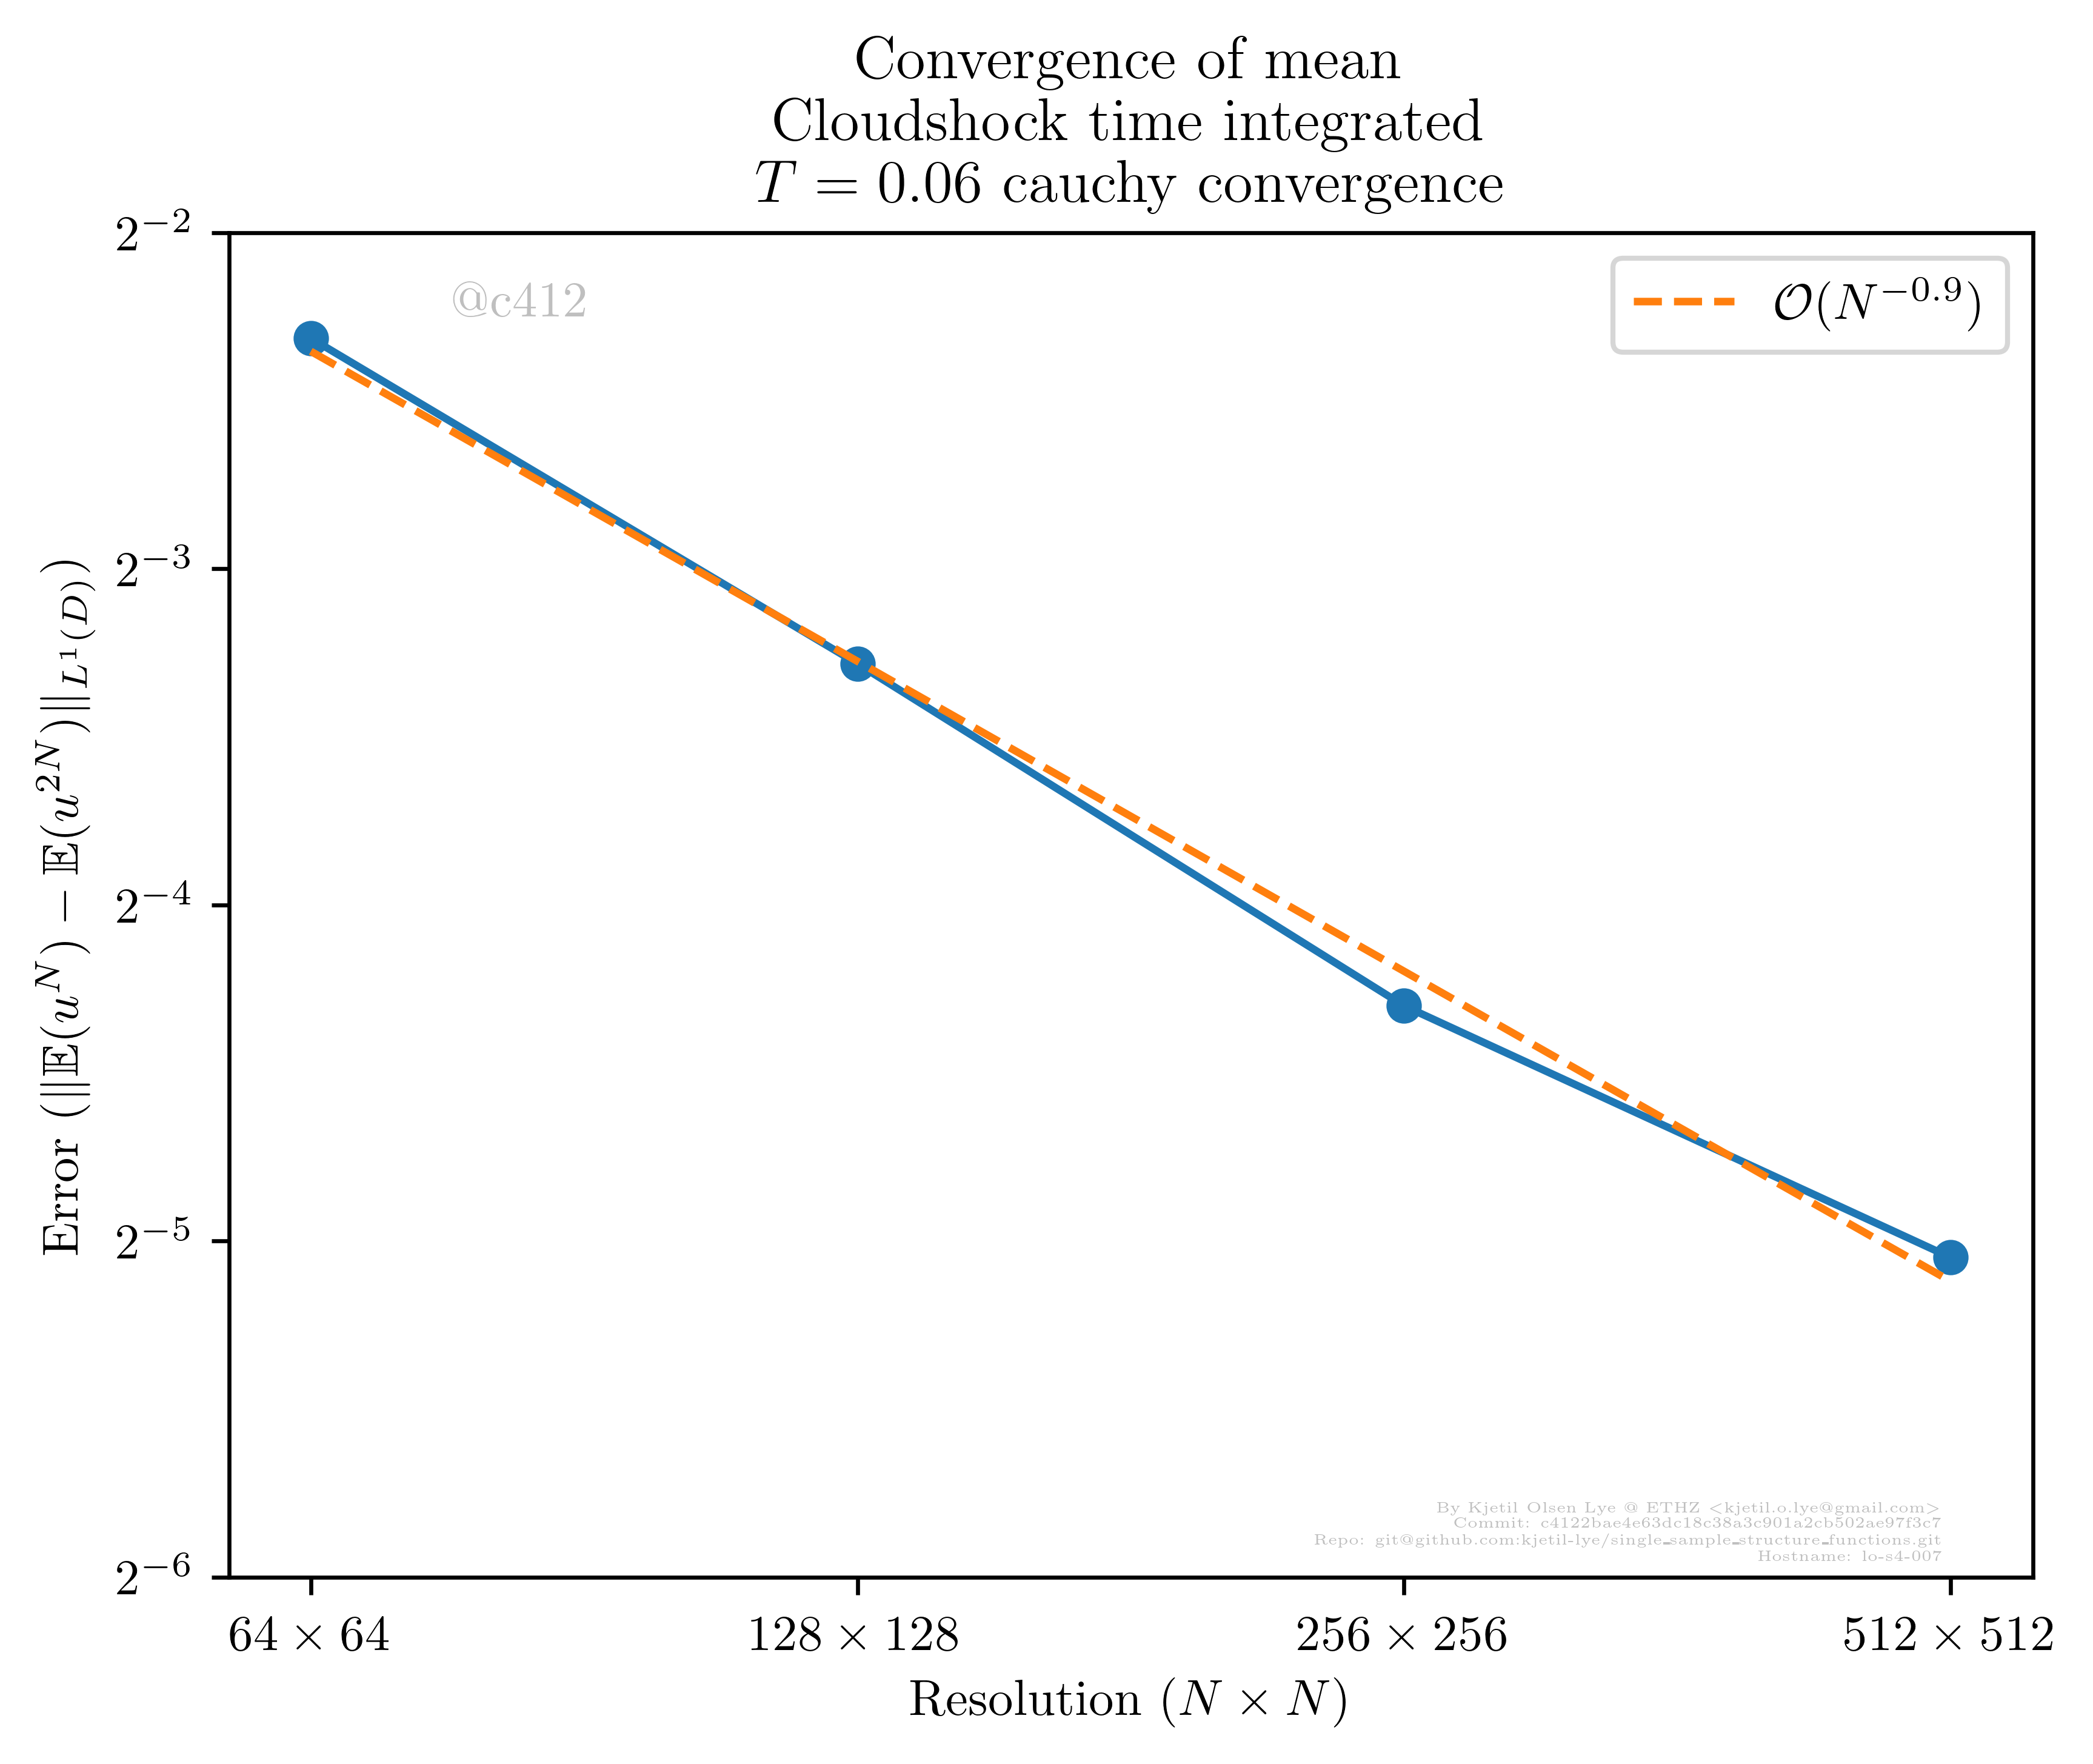 Convergence of mean
Cloudshock time integrated
T = 0.06 cauchy convergence
2^{-2}
@c412
O(N^{-0.9})
2^{-3}
2^{-4}
2^{-5}
2^{-6}
Error (||𝔼(u^N) − 𝔼(u^{2N})||_{L^1(D)})
By Kjetil Olsen Lye @ ETHZ <kjetil.o.lye@gmail.com>
Commit: c4122bae4e63dc18c38a3c901a2cb502ae97f3c7
Repo: git@github.com:kjetil-lye/single_sample_structure_functions.git
Hostname: lo-s4-007
64 × 64 128 × 128 256 × 256 512 × 512
Resolution (N × N)